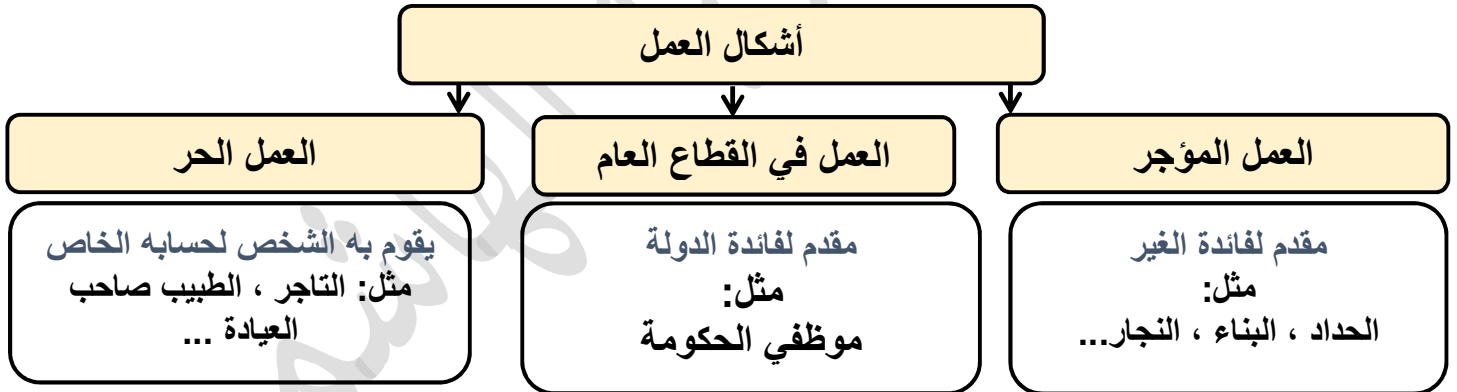 أشكال العمل
العمل المؤجر
العمل في القطاع العام
العمل الحر
مقدم لفائدة الغير
مثل:
الحداد ، البناء ، النجار...
مقدم لفائدة الدولة
مثل:
موظفي الحكومة
يقوم به الشخص لحسابه الخاص
مثل: التاجر ، الطبيب صاحب
العيادة ...